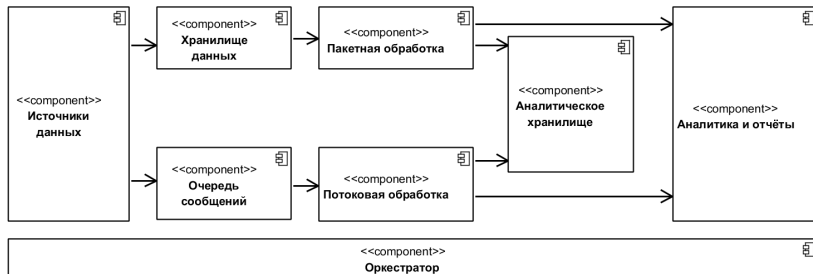 <<component>>
Источники
данных
<<component>>
Хранилище
данных
<<component>>
Пакетная обработка
<<component>>
Аналитическое
хранилище
<<component>>
Аналитика и отчёты
<<component>>
Очередь
сообщений
<<component>>
Потоковая обработка
<<component>>
Оркестратор